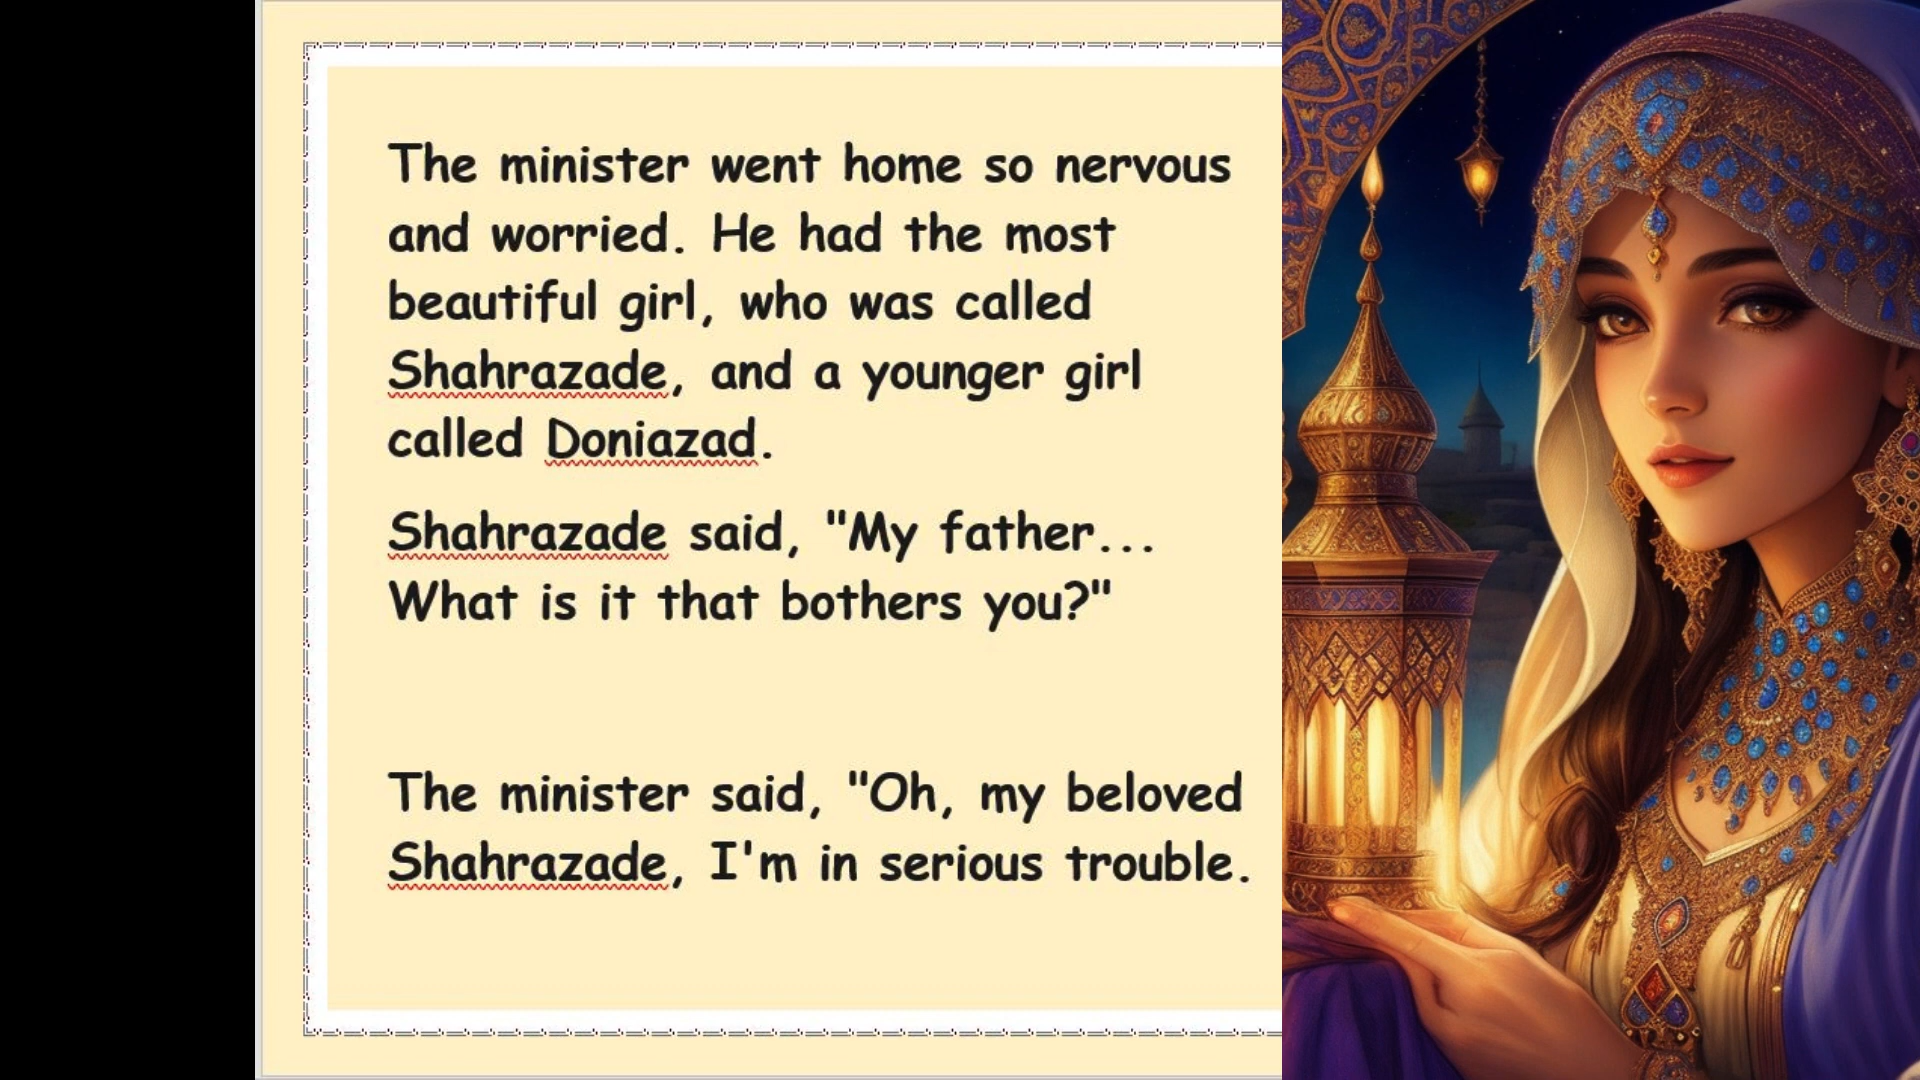 The minister went home so nervous
and worried. He had the most
beautiful girl, who was called
Shahrazade, and a younger girl
called Doniazad.
Shahrazade said, "My father...
What is it that bothers you?"
The minister said, "Oh, my beloved
Shahrazade, I'm in serious trouble.